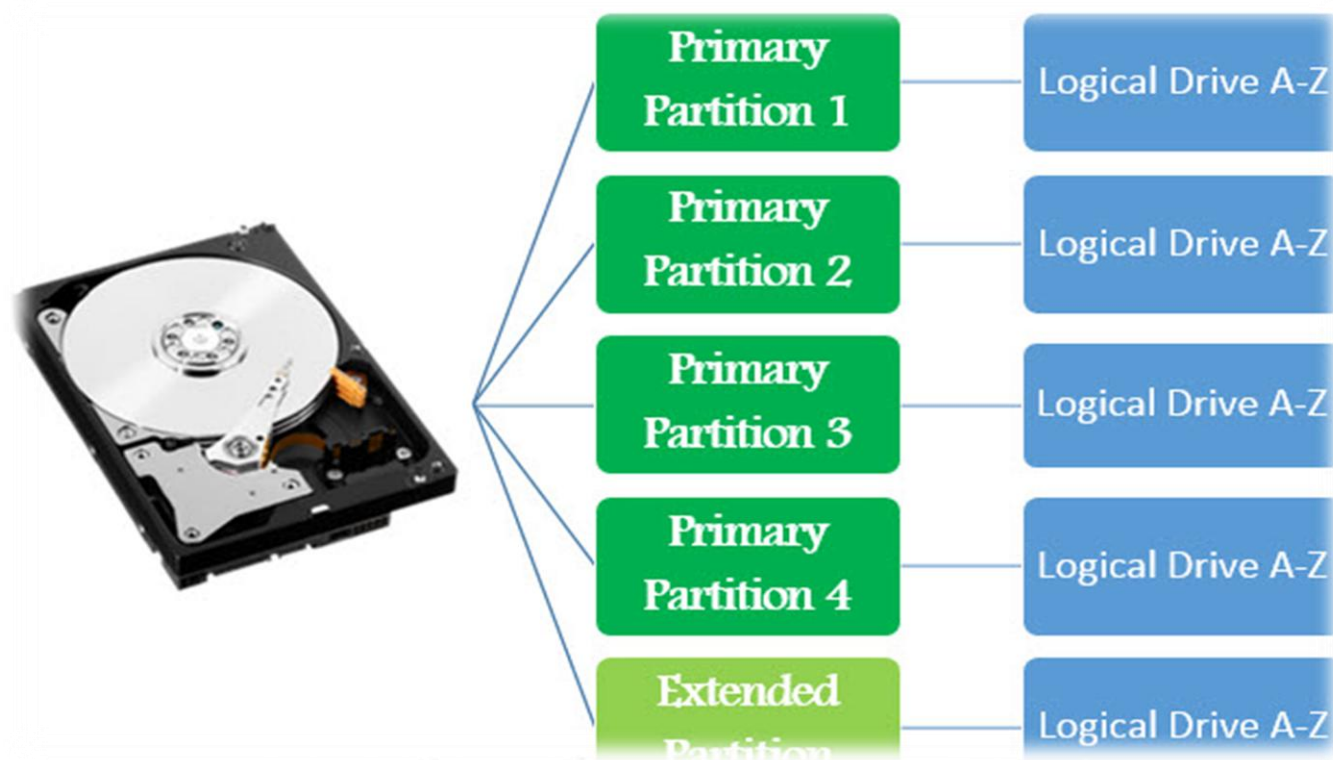 Primary
Partition 1
Logical Drive A-Z
Primary
Partition 2
Logical Drive A-Z
Primary
Partition 3
Logical Drive A-Z
Primary
Partition 4
Logical Drive A-Z
Extended
Partition
Logical Drive A-Z